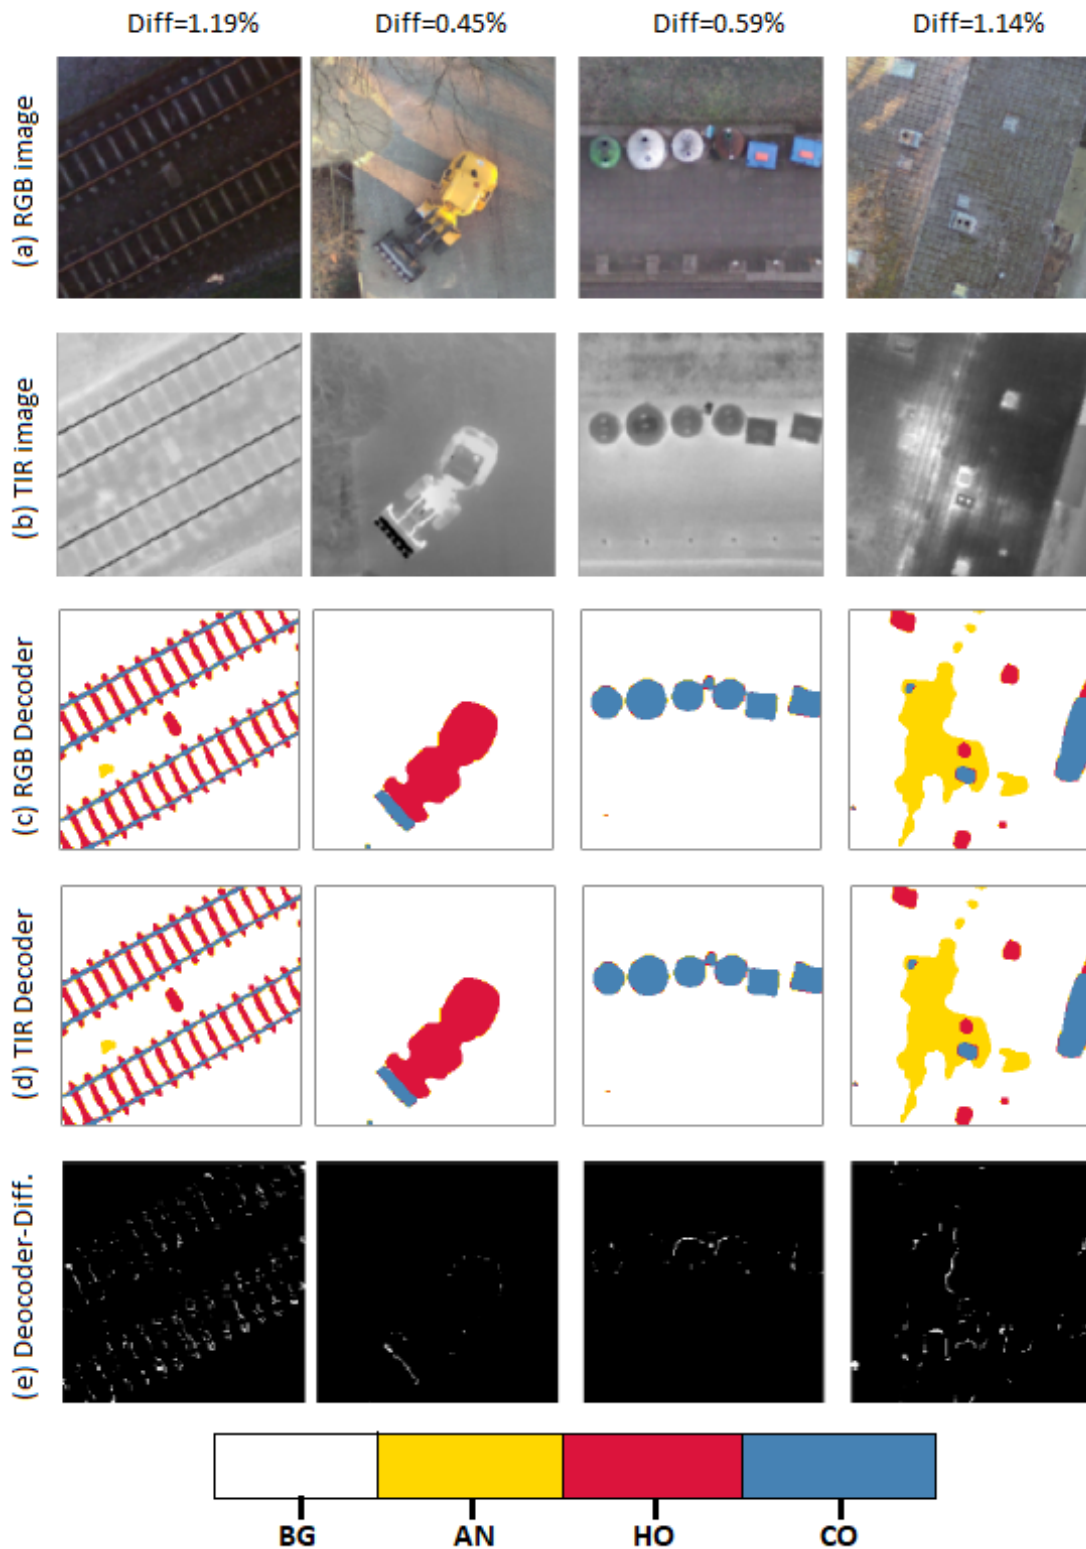 Diff=1.19% Diff=0.45% Diff=0.59% Diff=1.14%
(a) RGB image
(b) TIR image
(c) RGB Decoder
(d) TIR Decoder
(e) Deocoder-Diff.
BG AN HO CO